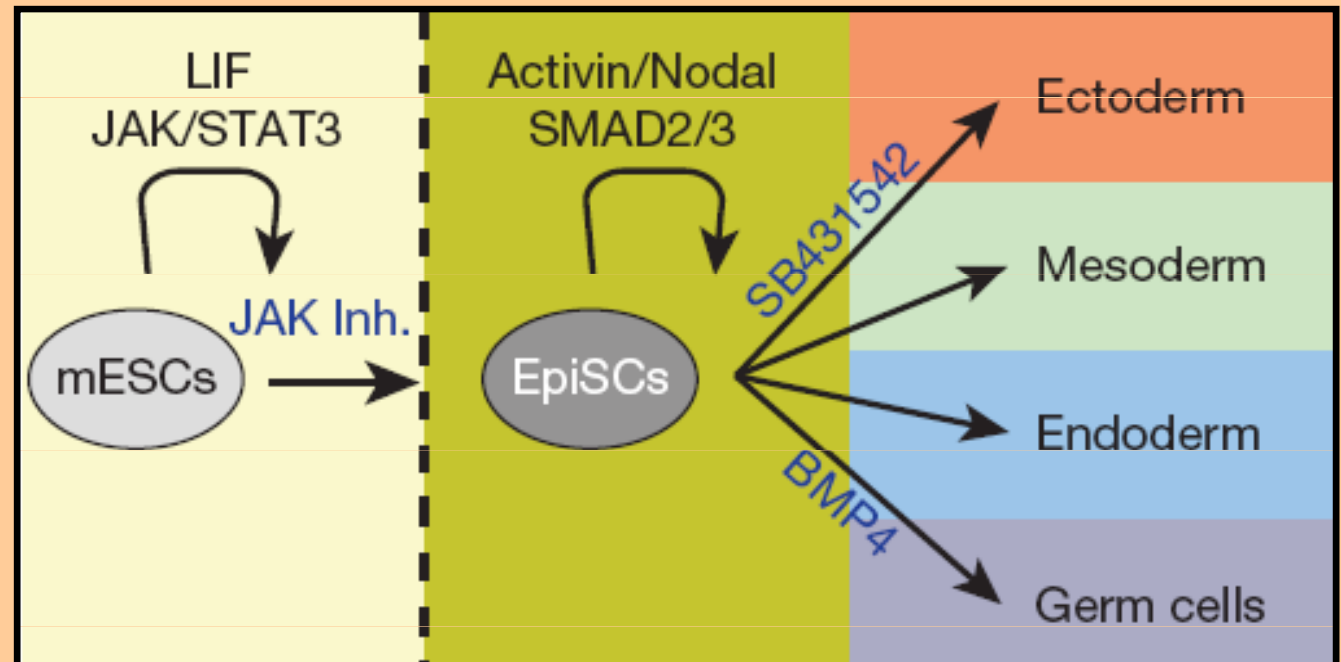 LIF
JAK/STAT3
JAK Inh.
mESCs
Activin/Nodal
SMAD2/3
EpiSCs
SB431542
BMP4
Ectoderm
Mesoderm
Endoderm
Germ cells